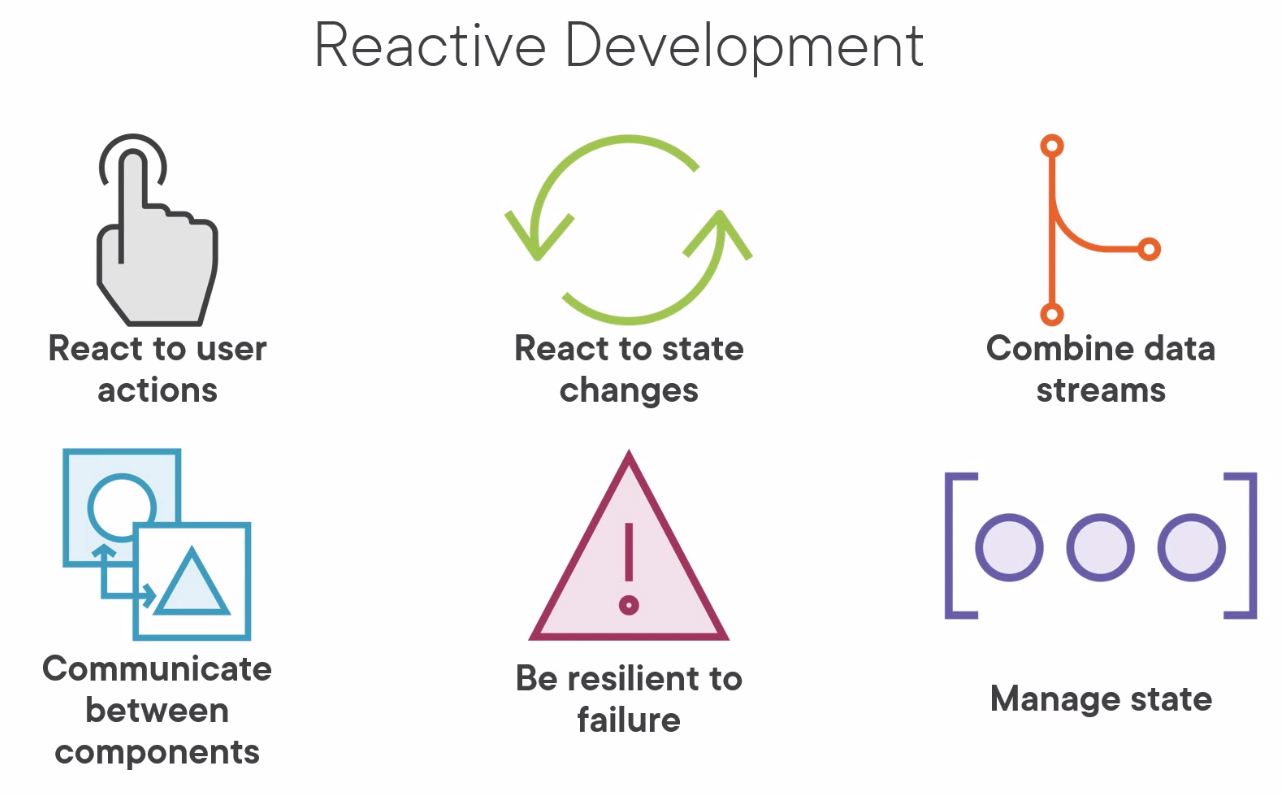 Reactive Development
React to user
actions
React to state
changes
Combine data
streams
Communicate
between
components
Be resilient to
failure
Manage state